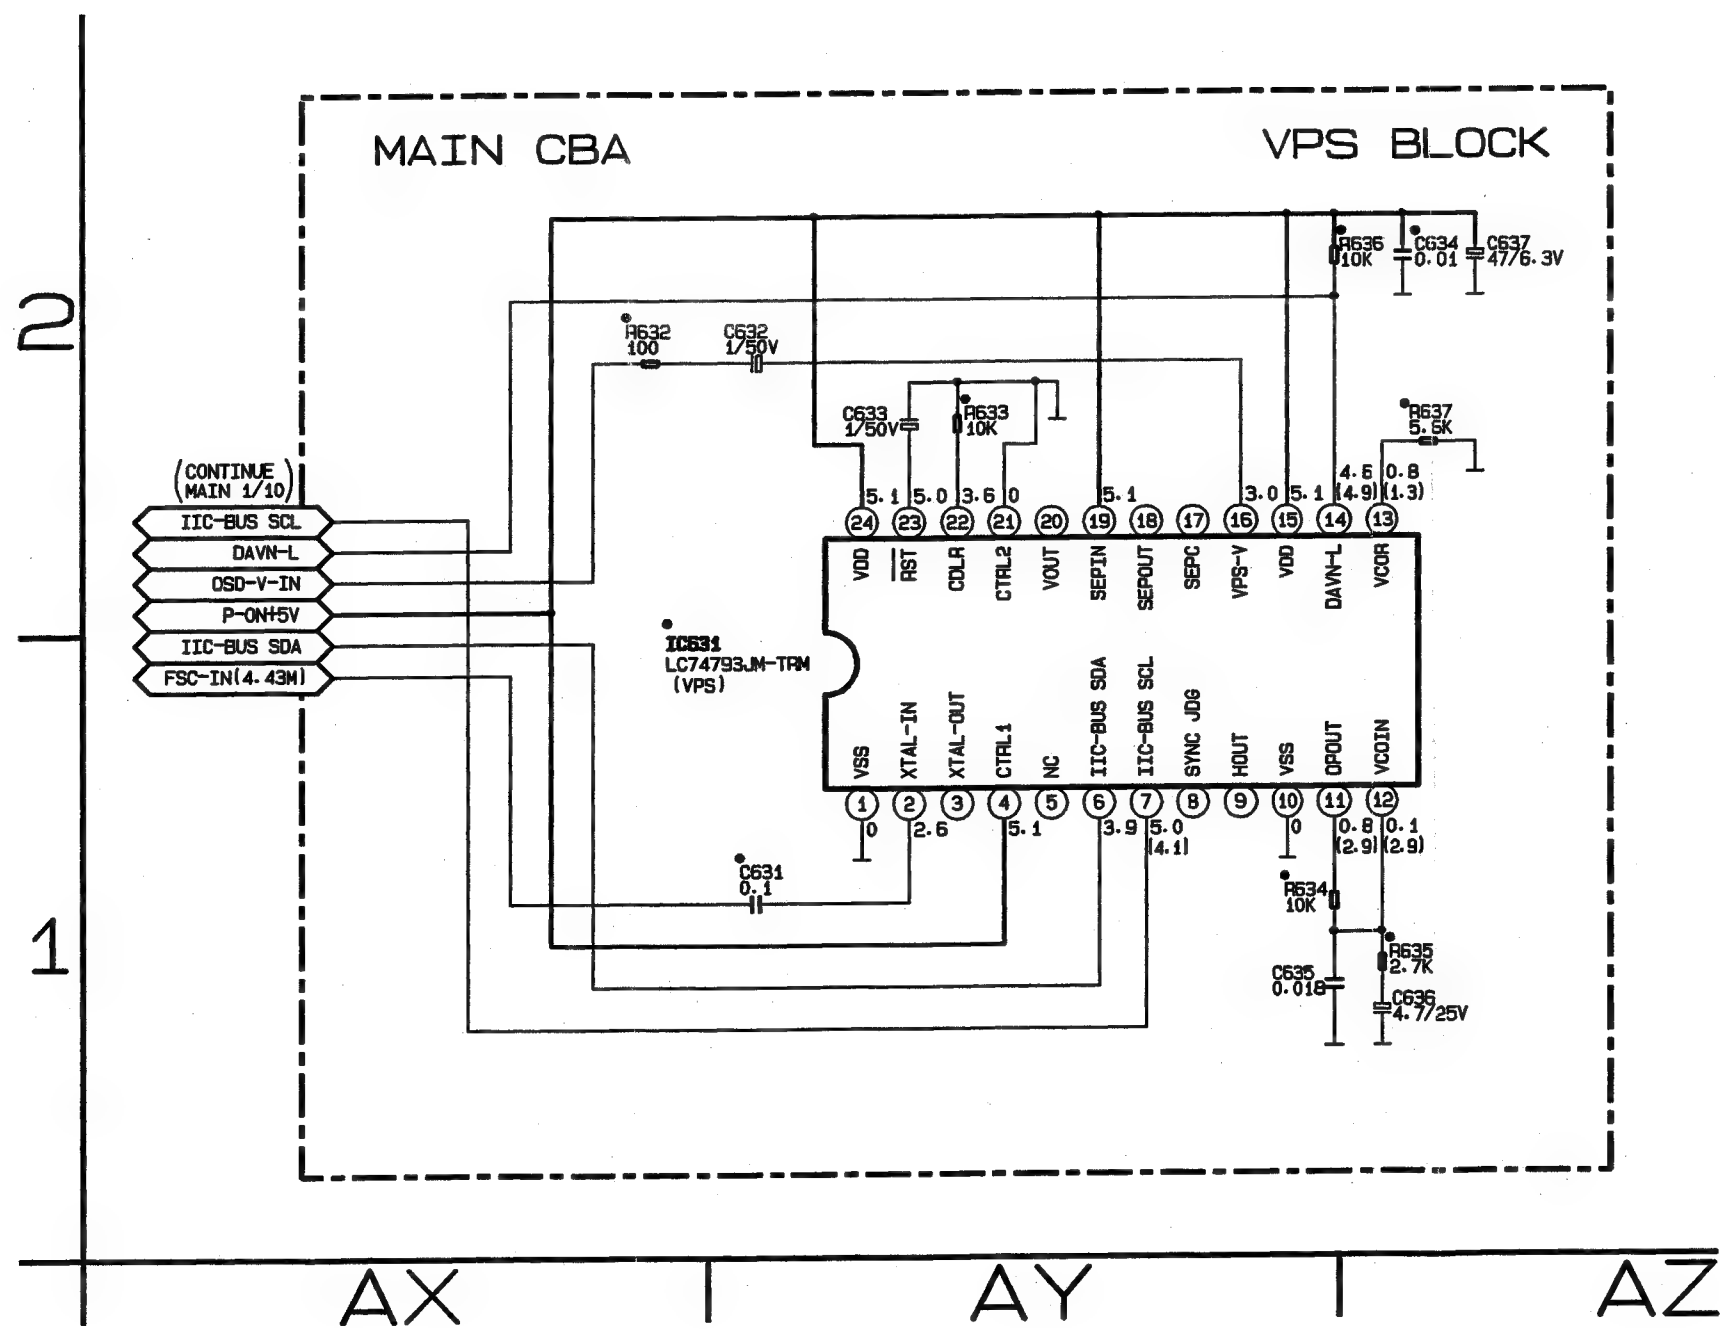 MAIN CBA
VPS BLOCK
R636
10K
C634
0.01
C637
47/6.3V
2
R632
100
C632
1/50V
C633
1/50V
R633
10K
R637
5.6K
(CONTINUE
MAIN 1/10)
IIC-BUS SCL
DAVN-L
OSD-V-IN
P-ON+5V
IIC-BUS SDA
FSC-IN(4.43M)
5.1 5.0 3.6 0 5.1 3.0 5.1 4.6 0.8
(4.9) (1.3)
24 23 22 21 20 19 18 17 16 15 14 13
VDD RST CDLR CTRL2 VOUT SEPIN SEPOUT SEPC VPS-V VDD DAVN-L VCOR
IC631
LC74793JM-TRM
(VPS)
VSS XTAL-IN XTAL-OUT CTRL1 NC IIC-BUS SDA IIC-BUS SCL SYNC JDG HOUT VSS OPOUT VCOIN
1 2 3 4 5 6 7 8 9 10 11 12
0 2.6 5.1 3.9 5.0 0 0.8 0.1
(4.1) (2.9) (2.9)
C631
0.1
R634
10K
R635
2.7K
C635
0.018
C636
4.7/25V
1
AX AY AZ